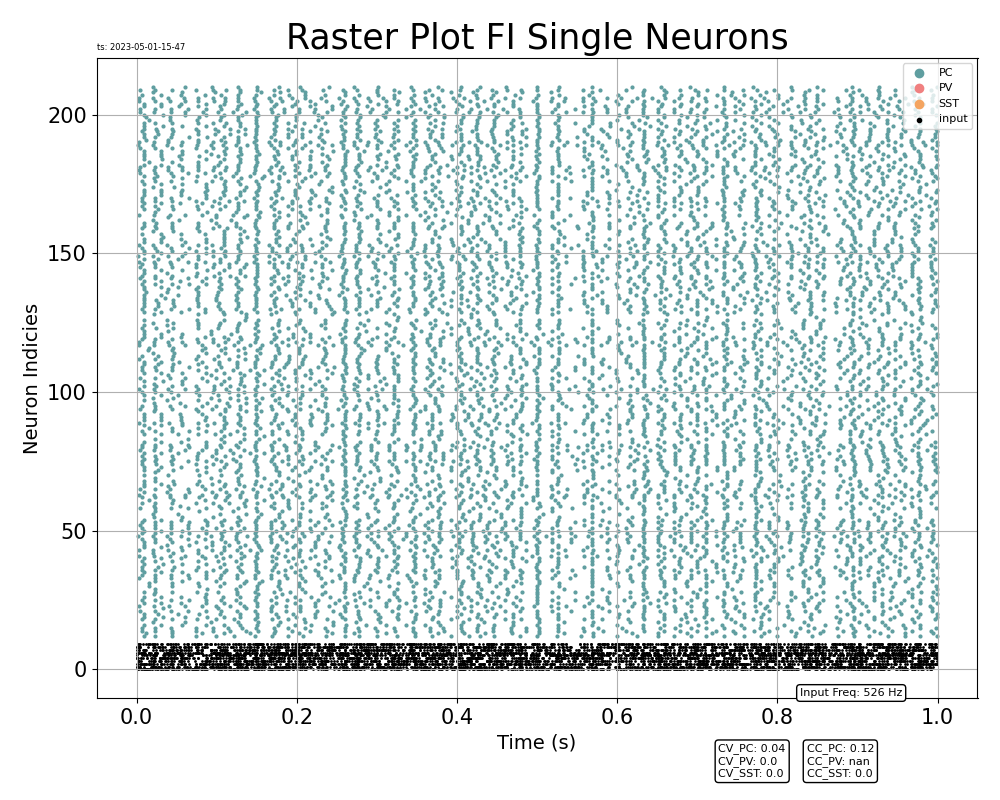 Raster Plot FI Single Neurons
ts: 2023-05-01-15-47
PC
PV
SST
input
Neuron Indicies
200
150
100
50
0
0.0 0.2 0.4 0.6 0.8 1.0
Input Freq: 526 Hz
Time (s)
CV_PC: 0.04
CV_PV: 0.0
CV_SST: 0.0
CC_PC: 0.12
CC_PV: nan
CC_SST: 0.0